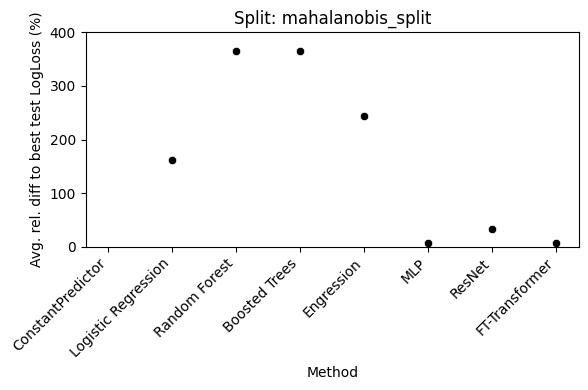 Split: mahalanobis_split
Avg. rel. diff to best test LogLoss (%)
400
300
200
100
0
ConstantPredictor
Logistic Regression
Random Forest
Boosted Trees
Engression
MLP
ResNet
FT-Transformer
Method